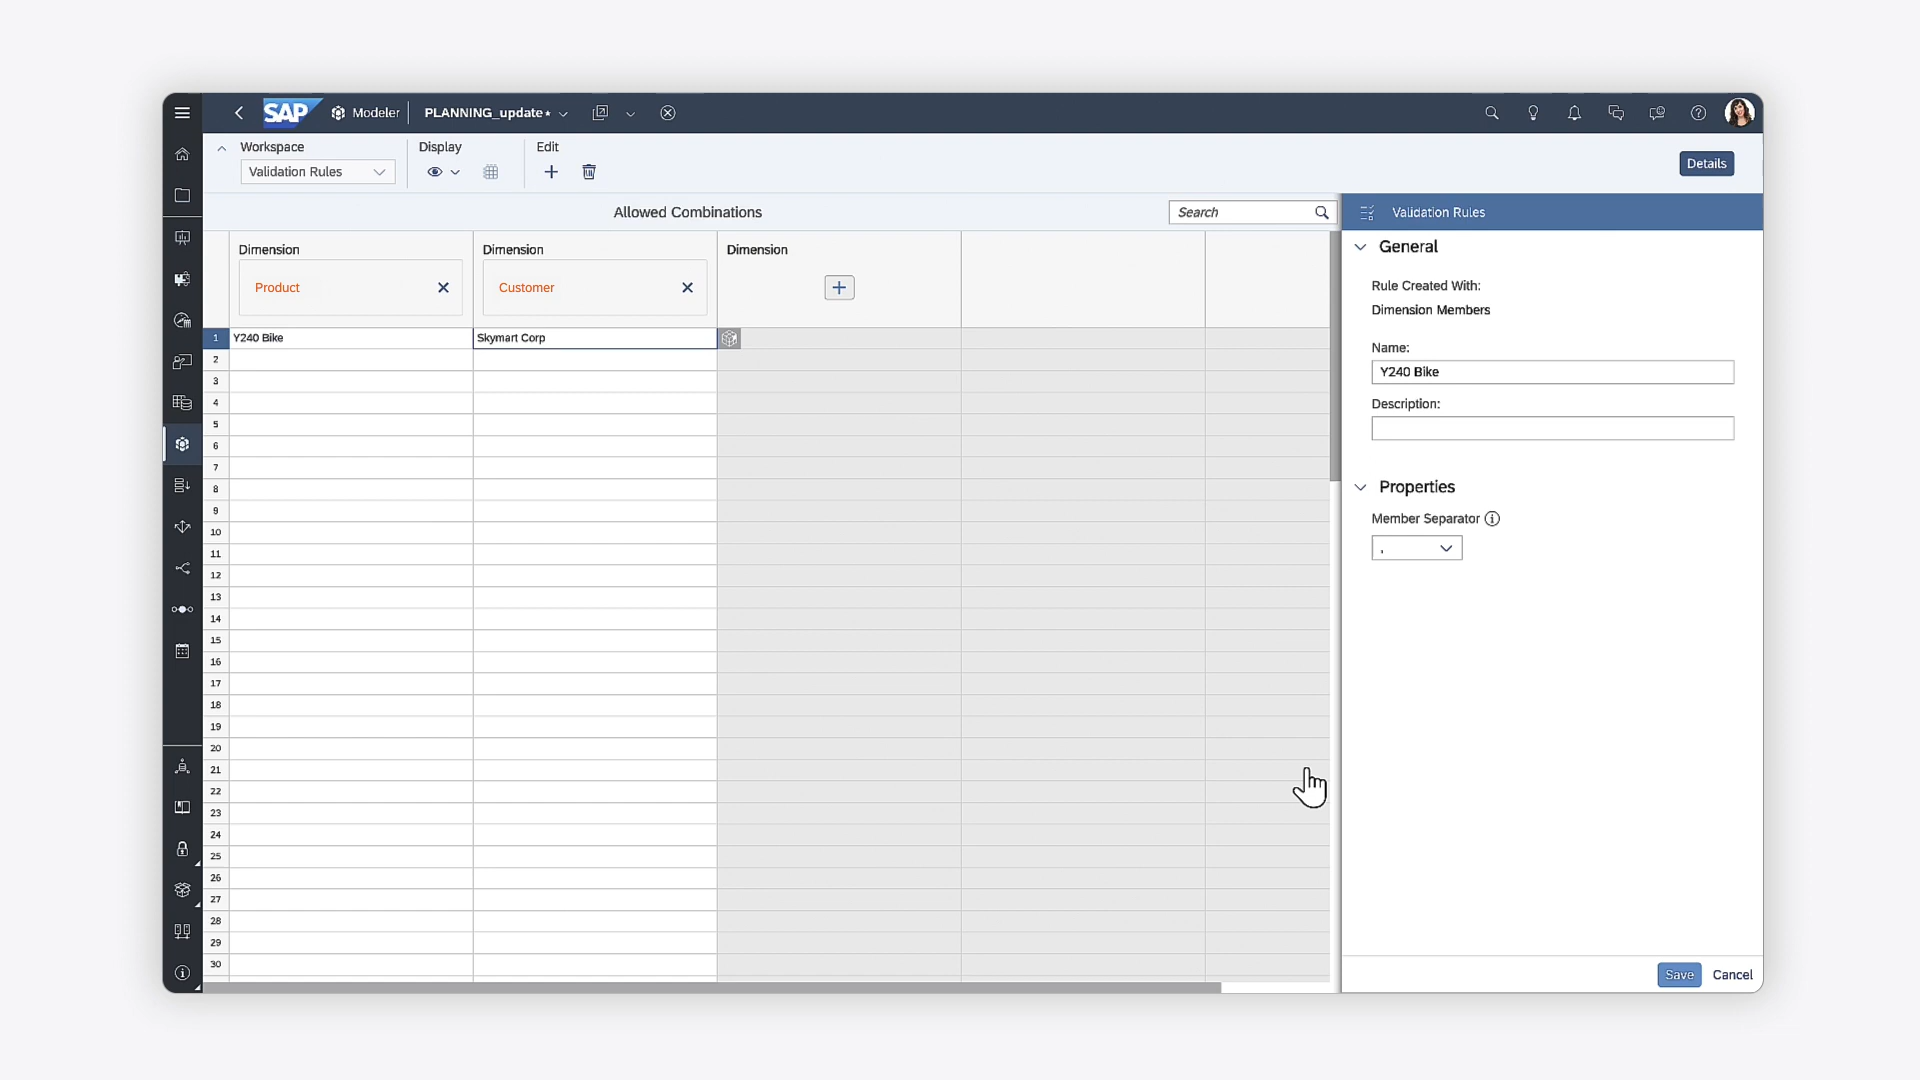 SAP Modeler PLANNING_update*
Workspace Display Edit
Validation Rules
Details
Allowed Combinations
Search
Validation Rules
Dimension Dimension Dimension
Product Customer
1 Y240 Bike Skymart Corp
2
3
4
5
6
7
8
9
10
11
12
13
14
15
16
17
18
19
20
21
22
23
24
25
26
27
28
29
30
General
Rule Created With:
Dimension Members
Name:
Y240 Bike
Description:
Properties
Member Separator
,
Save Cancel